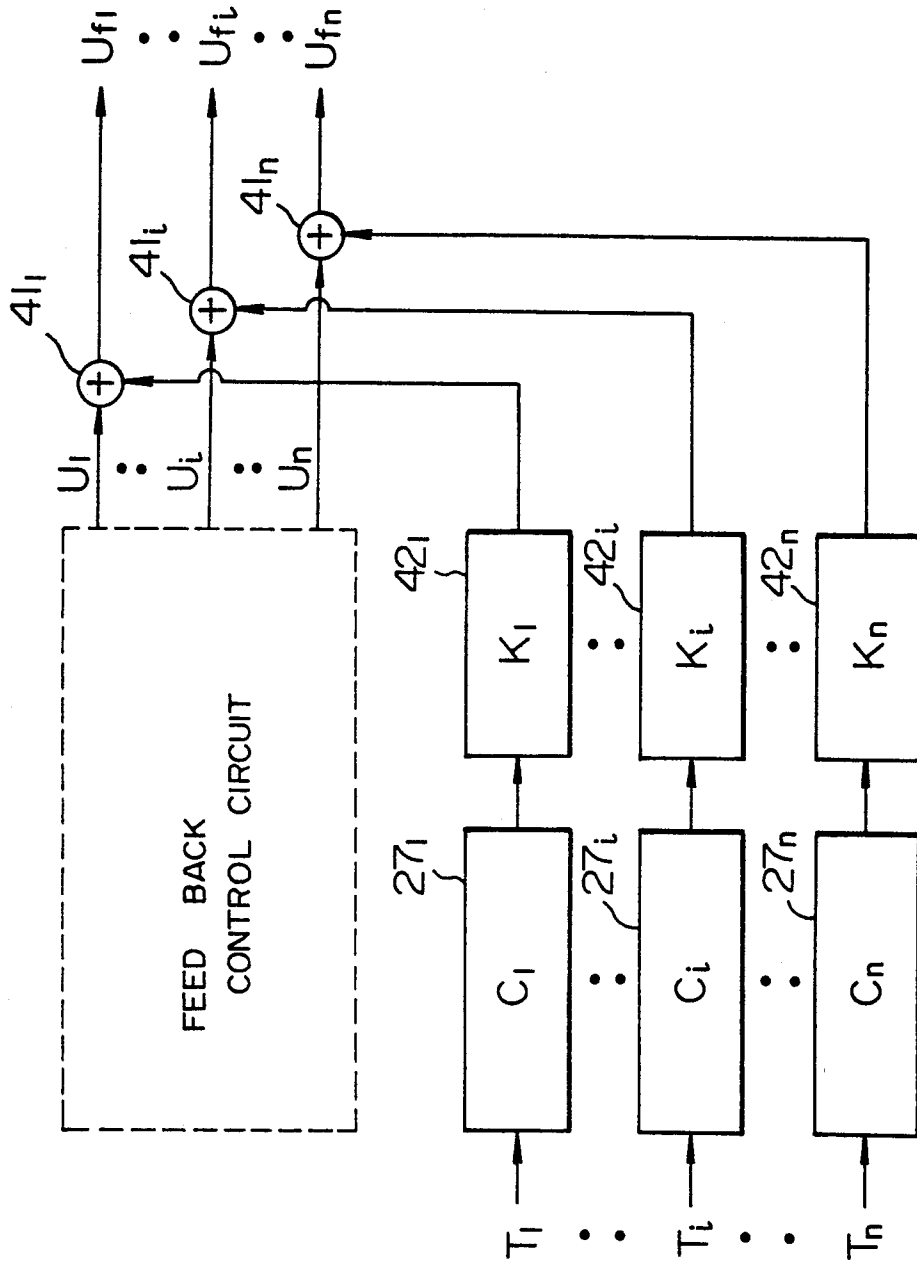 FEED BACK
CONTROL CIRCUIT
U₁
Uᵢ
Uₙ
41₁
41ᵢ
41ₙ
Uf₁
Ufᵢ
Ufₙ
T₁
27₁
C₁
42₁
K₁
Tᵢ
27ᵢ
Cᵢ
42ᵢ
Kᵢ
Tₙ
27ₙ
Cₙ
42ₙ
Kₙ